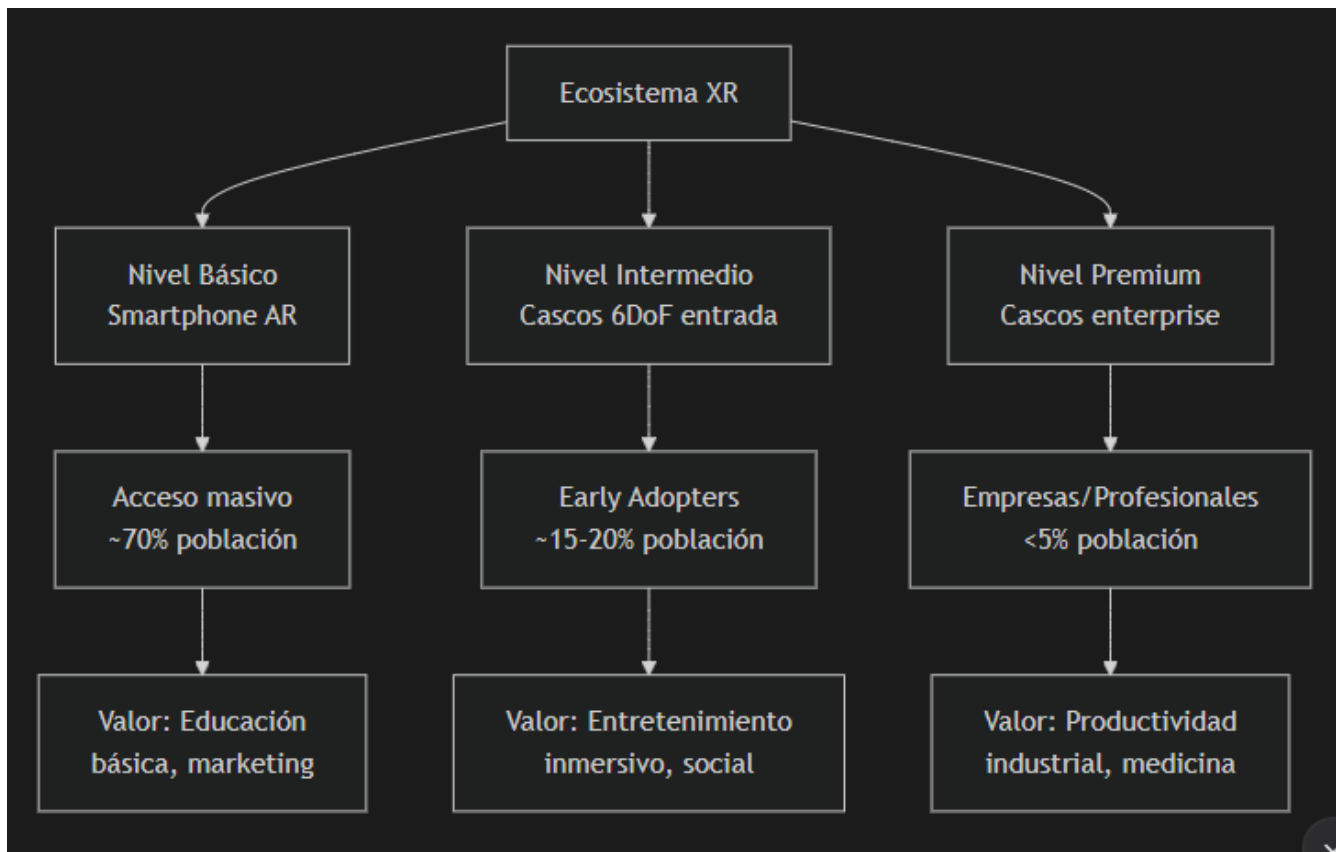 Ecosistema XR
Nivel Básico
Smartphone AR
Nivel Intermedio
Cascos 6DoF entrada
Nivel Premium
Cascos enterprise
Acceso masivo
~70% población
Early Adopters
~15-20% población
Empresas/Profesionales
<5% población
Valor: Educación
básica, marketing
Valor: Entretenimiento
inmersivo, social
Valor: Productividad
industrial, medicina